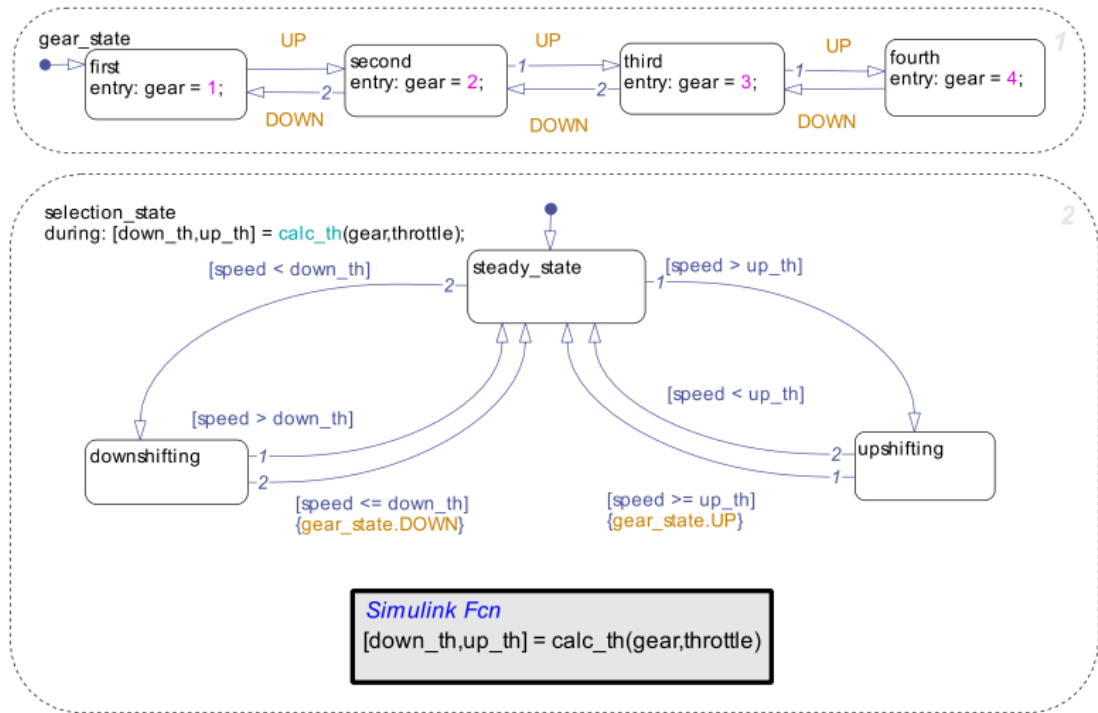 gear_state
1
first
entry: gear = 1;
UP
DOWN
2
second
entry: gear = 2;
1
UP
2
DOWN
third
entry: gear = 3;
1
UP
DOWN
fourth
entry: gear = 4;
2
selection_state
during: [down_th,up_th] = calc_th(gear,throttle);
steady_state
[speed < down_th]
2
[speed > up_th]
1
[speed > down_th]
[speed < up_th]
downshifting
1
2
upshifting
2
1
[speed <= down_th]
{gear_state.DOWN}
[speed >= up_th]
{gear_state.UP}
Simulink Fcn
[down_th,up_th] = calc_th(gear,throttle)